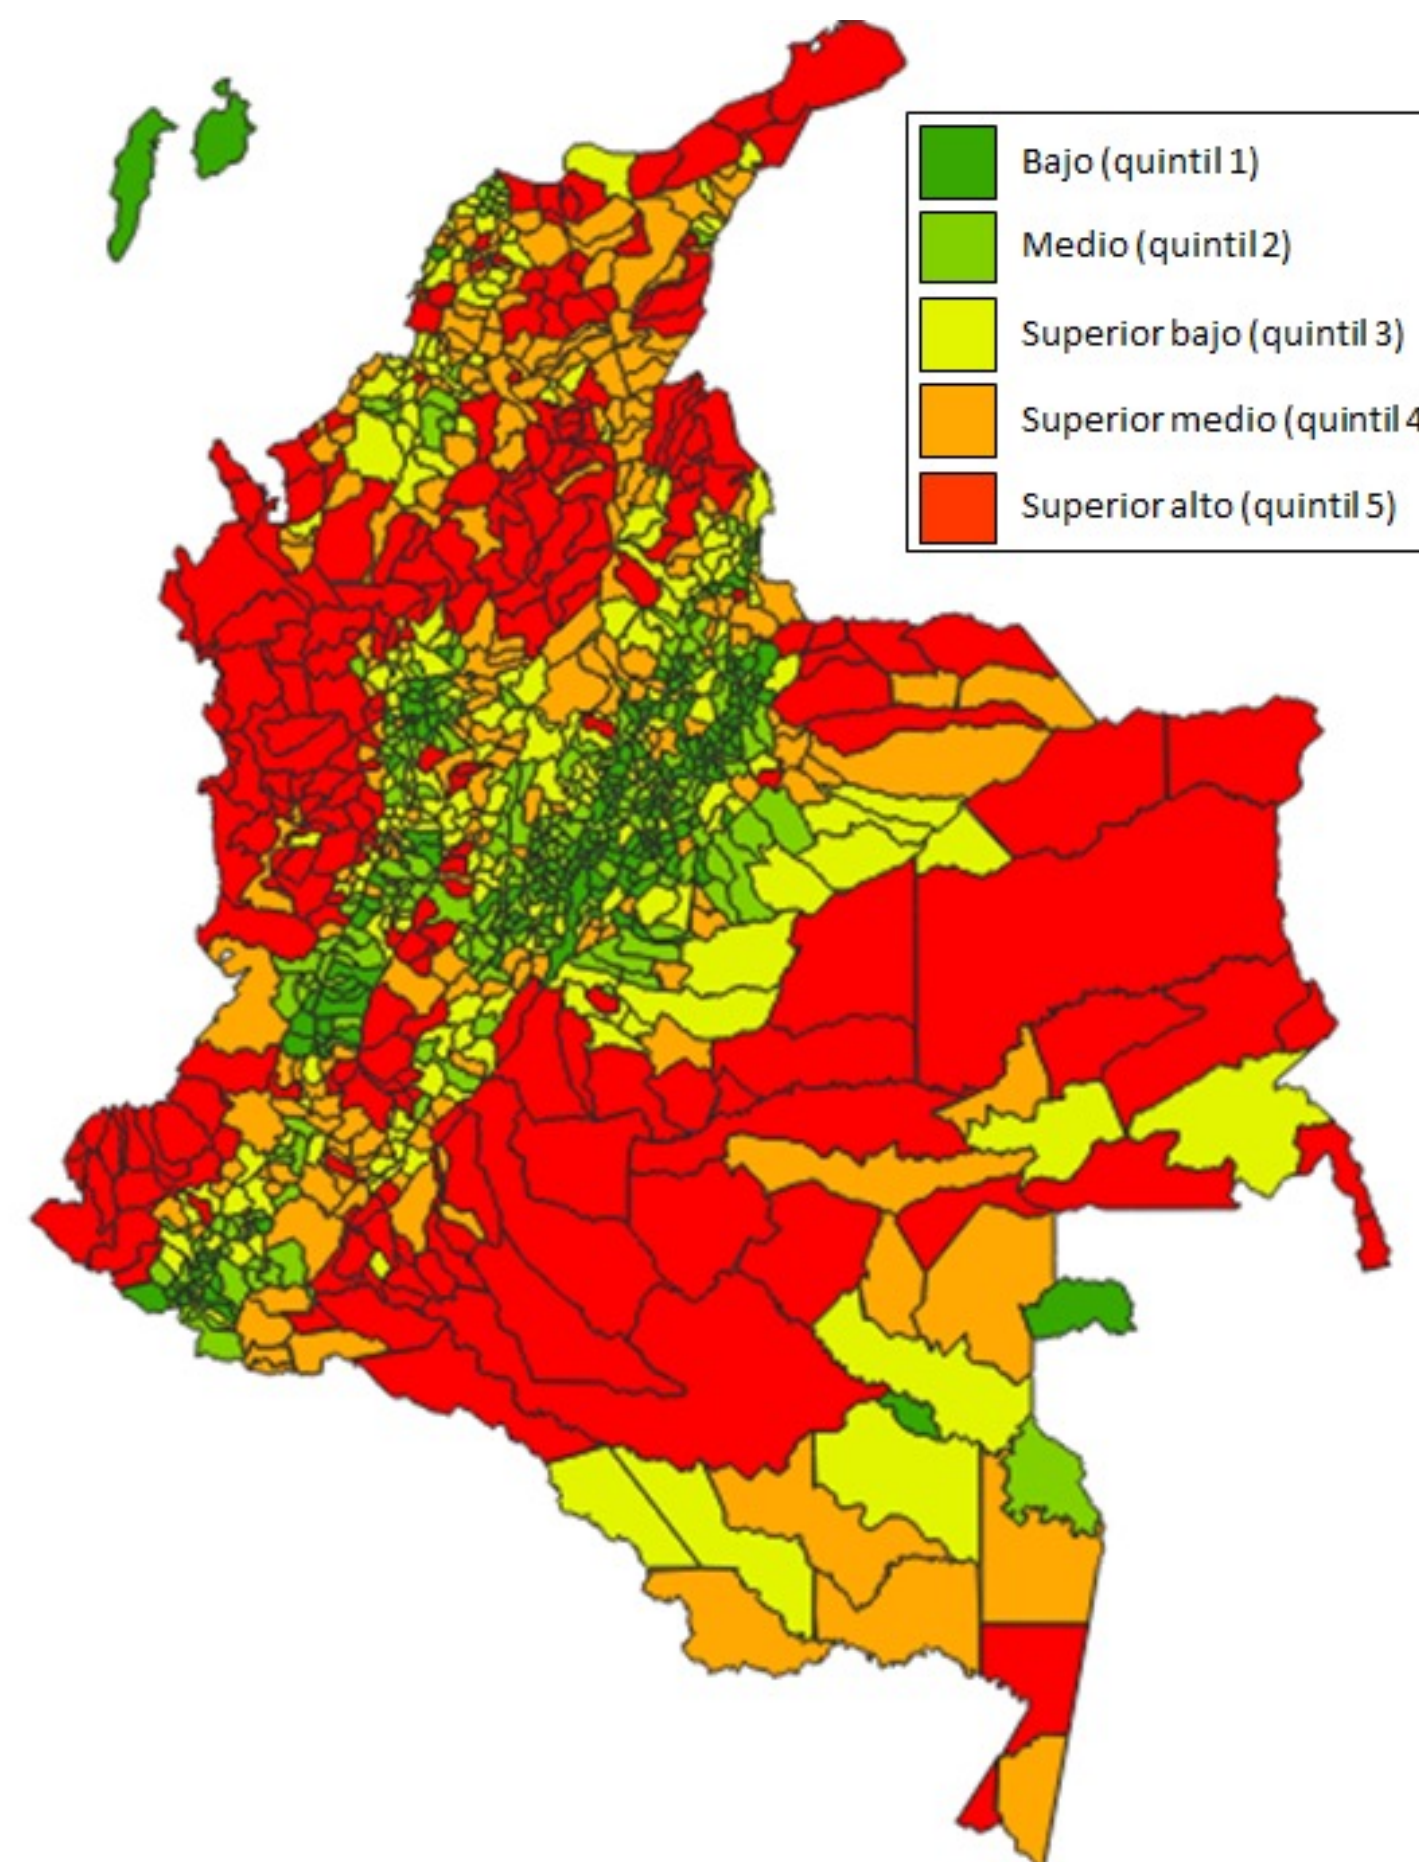 Bajo (quintil 1)
Medio (quintil 2)
Superior bajo (quintil 3)
Superior medio (quintil 4
Superior alto (quintil 5)